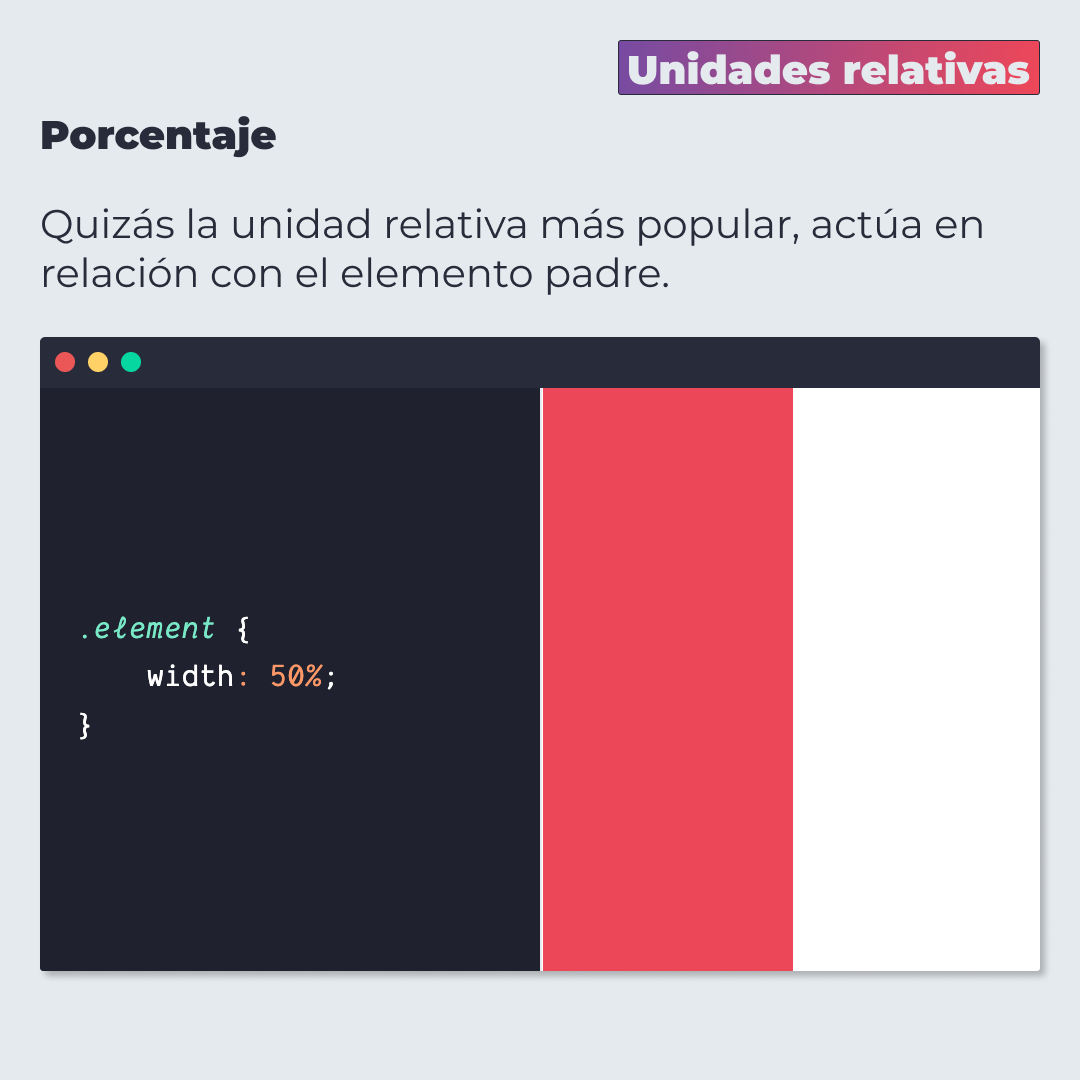 Unidades relativas
Porcentaje
Quizás la unidad relativa más popular, actúa en
relación con el elemento padre.
.element {
    width: 50%;
}